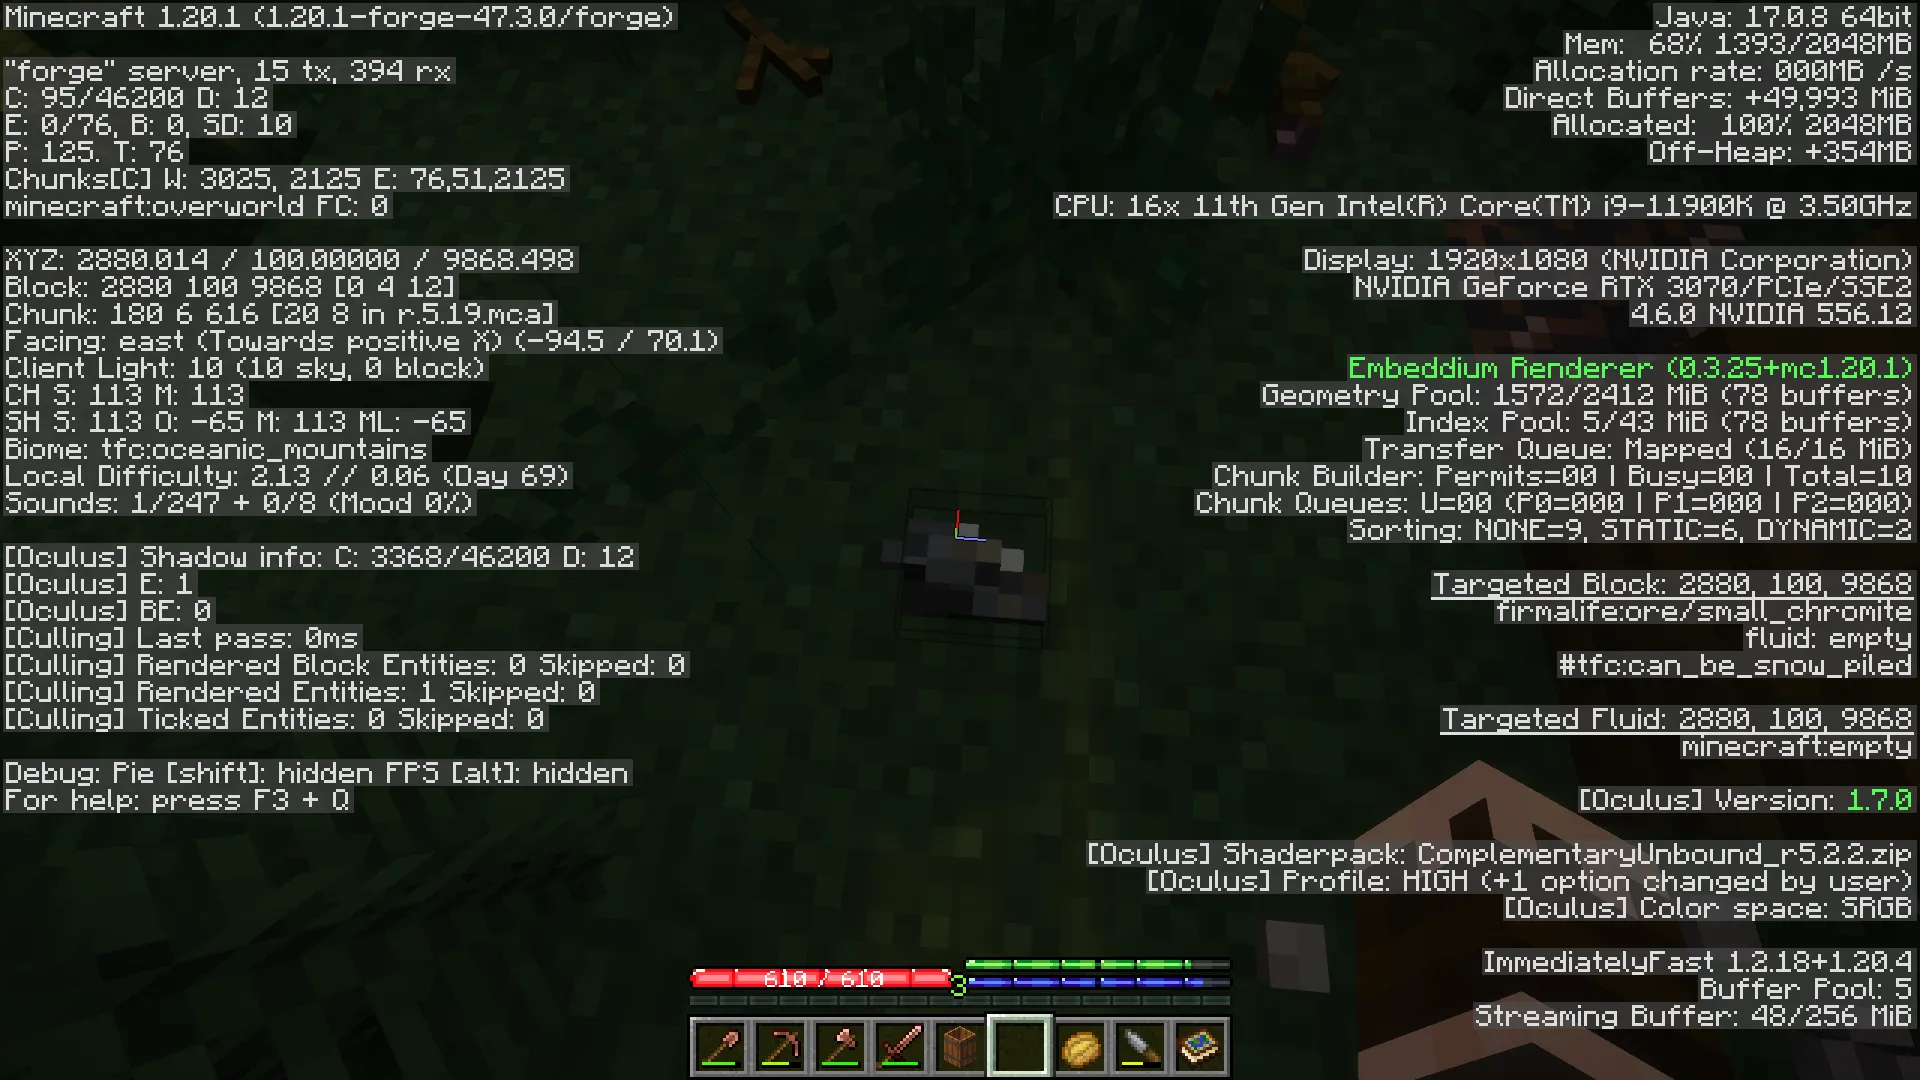 Minecraft 1.20.1 (1.20.1-forge-47.3.0/forge)
"forge" server, 15 tx, 394 rx
C: 95/46200 D: 12
E: 0/76, B: 0, SD: 10
P: 125. T: 76
Chunks[C] W: 3025, 2125 E: 76,51,2125
minecraft:overworld FC: 0
XYZ: 2880.014 / 100.00000 / 9868.498
Block: 2880 100 9868 [0 4 12]
Chunk: 180 6 616 [20 8 in r.5.19.mca]
Facing: east (Towards positive X) (-94.5 / 70.1)
Client Light: 10 (10 sky, 0 block)
CH S: 113 M: 113
SH S: 113 O: -65 M: 113 ML: -65
Biome: tfc:oceanic_mountains
Local Difficulty: 2.13 // 0.06 (Day 69)
Sounds: 1/247 + 0/8 (Mood 0%)
[Oculus] Shadow info: C: 3368/46200 D: 12
[Oculus] E: 1
[Oculus] BE: 0
[Culling] Last pass: 0ms
[Culling] Rendered Block Entities: 0 Skipped: 0
[Culling] Rendered Entities: 1 Skipped: 0
[Culling] Ticked Entities: 0 Skipped: 0
Debug: Pie [shift]: hidden FPS [alt]: hidden
For help: press F3 + Q
Java: 17.0.8 64bit
Mem: 68% 1393/2048MB
Allocation rate: 000MB /s
Direct Buffers: +49,993 MiB
Allocated: 100% 2048MB
Off-Heap: +354MB
CPU: 16x 11th Gen Intel(R) Core(TM) i9-11900K @ 3.50GHz
Display: 1920x1080 (NVIDIA Corporation)
NVIDIA GeForce RTX 3070/PCIe/SSE2
4.6.0 NVIDIA 556.12
Embeddium Renderer (0.3.25+mc1.20.1)
Geometry Pool: 1572/2412 MiB (78 buffers)
Index Pool: 5/43 MiB (78 buffers)
Transfer Queue: Mapped (16/16 MiB)
Chunk Builder: Permits=00 | Busy=00 | Total=10
Chunk Queues: U=00 (P0=000 | P1=000 | P2=000)
Sorting: NONE=9, STATIC=6, DYNAMIC=2
Targeted Block: 2880, 100, 9868
firmalife:ore/small_chromite
fluid: empty
#tfc:can_be_snow_piled
Targeted Fluid: 2880, 100, 9868
minecraft:empty
[Oculus] Version: 1.7.0
[Oculus] Shaderpack: ComplementaryUnbound_r5.2.2.zip
[Oculus] Profile: HIGH (+1 option changed by user)
[Oculus] Color space: SRGB
ImmediatelyFast 1.2.18+1.20.4
Buffer Pool: 5
Streaming Buffer: 48/256 MiB
610 / 610
3